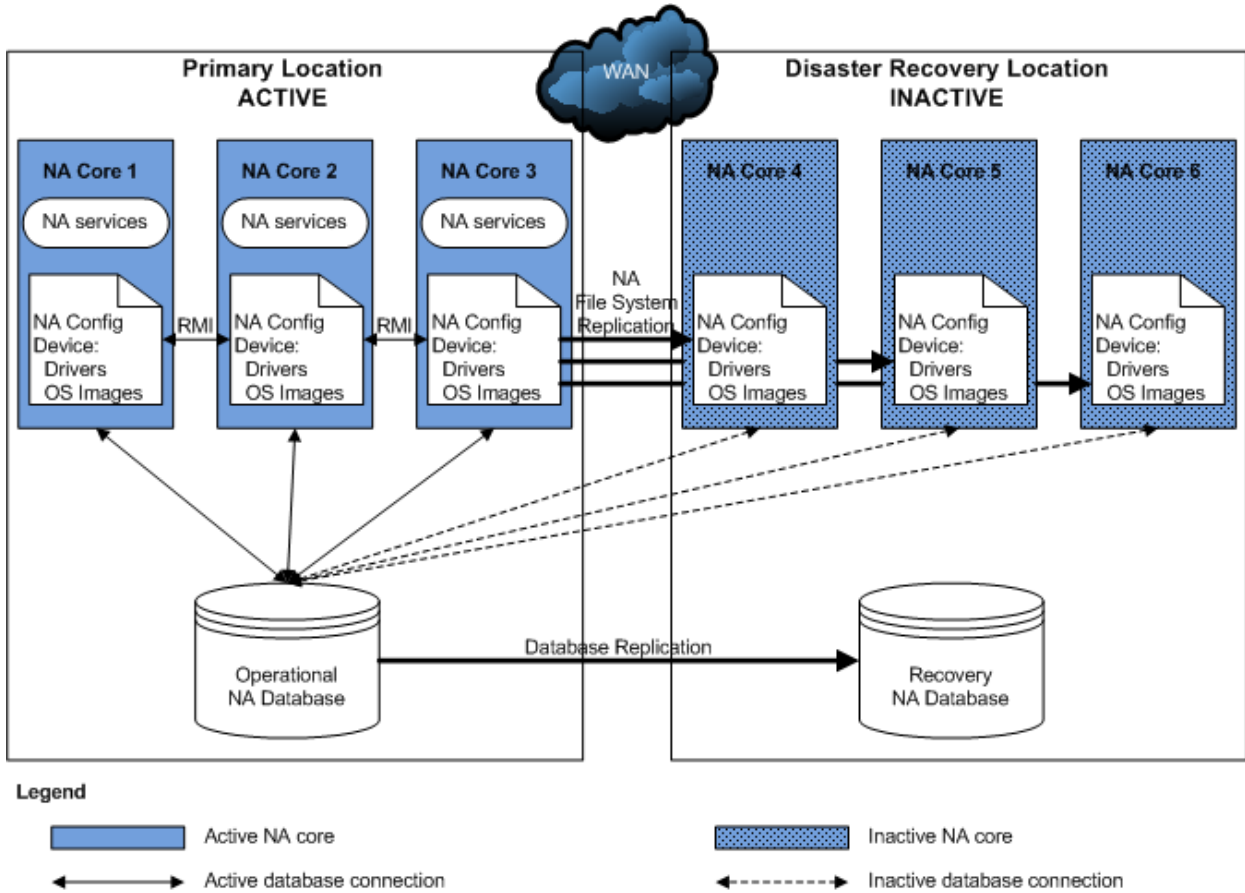 WAN
Primary Location
ACTIVE
Disaster Recovery Location
INACTIVE
NA Core 1
NA services
NA Config
Device:
Drivers
OS Images
RMI
NA Core 2
NA services
NA Config
Device:
Drivers
OS Images
RMI
NA Core 3
NA services
NA Config
Device:
Drivers
OS Images
NA
File System
Replication
NA Core 4
NA Config
Device:
Drivers
OS Images
NA Core 5
NA Config
Device:
Drivers
OS Images
NA Core 6
NA Config
Device:
Drivers
OS Images
Operational
NA Database
Database Replication
Recovery
NA Database
Legend
Active NA core
Inactive NA core
Active database connection
Inactive database connection